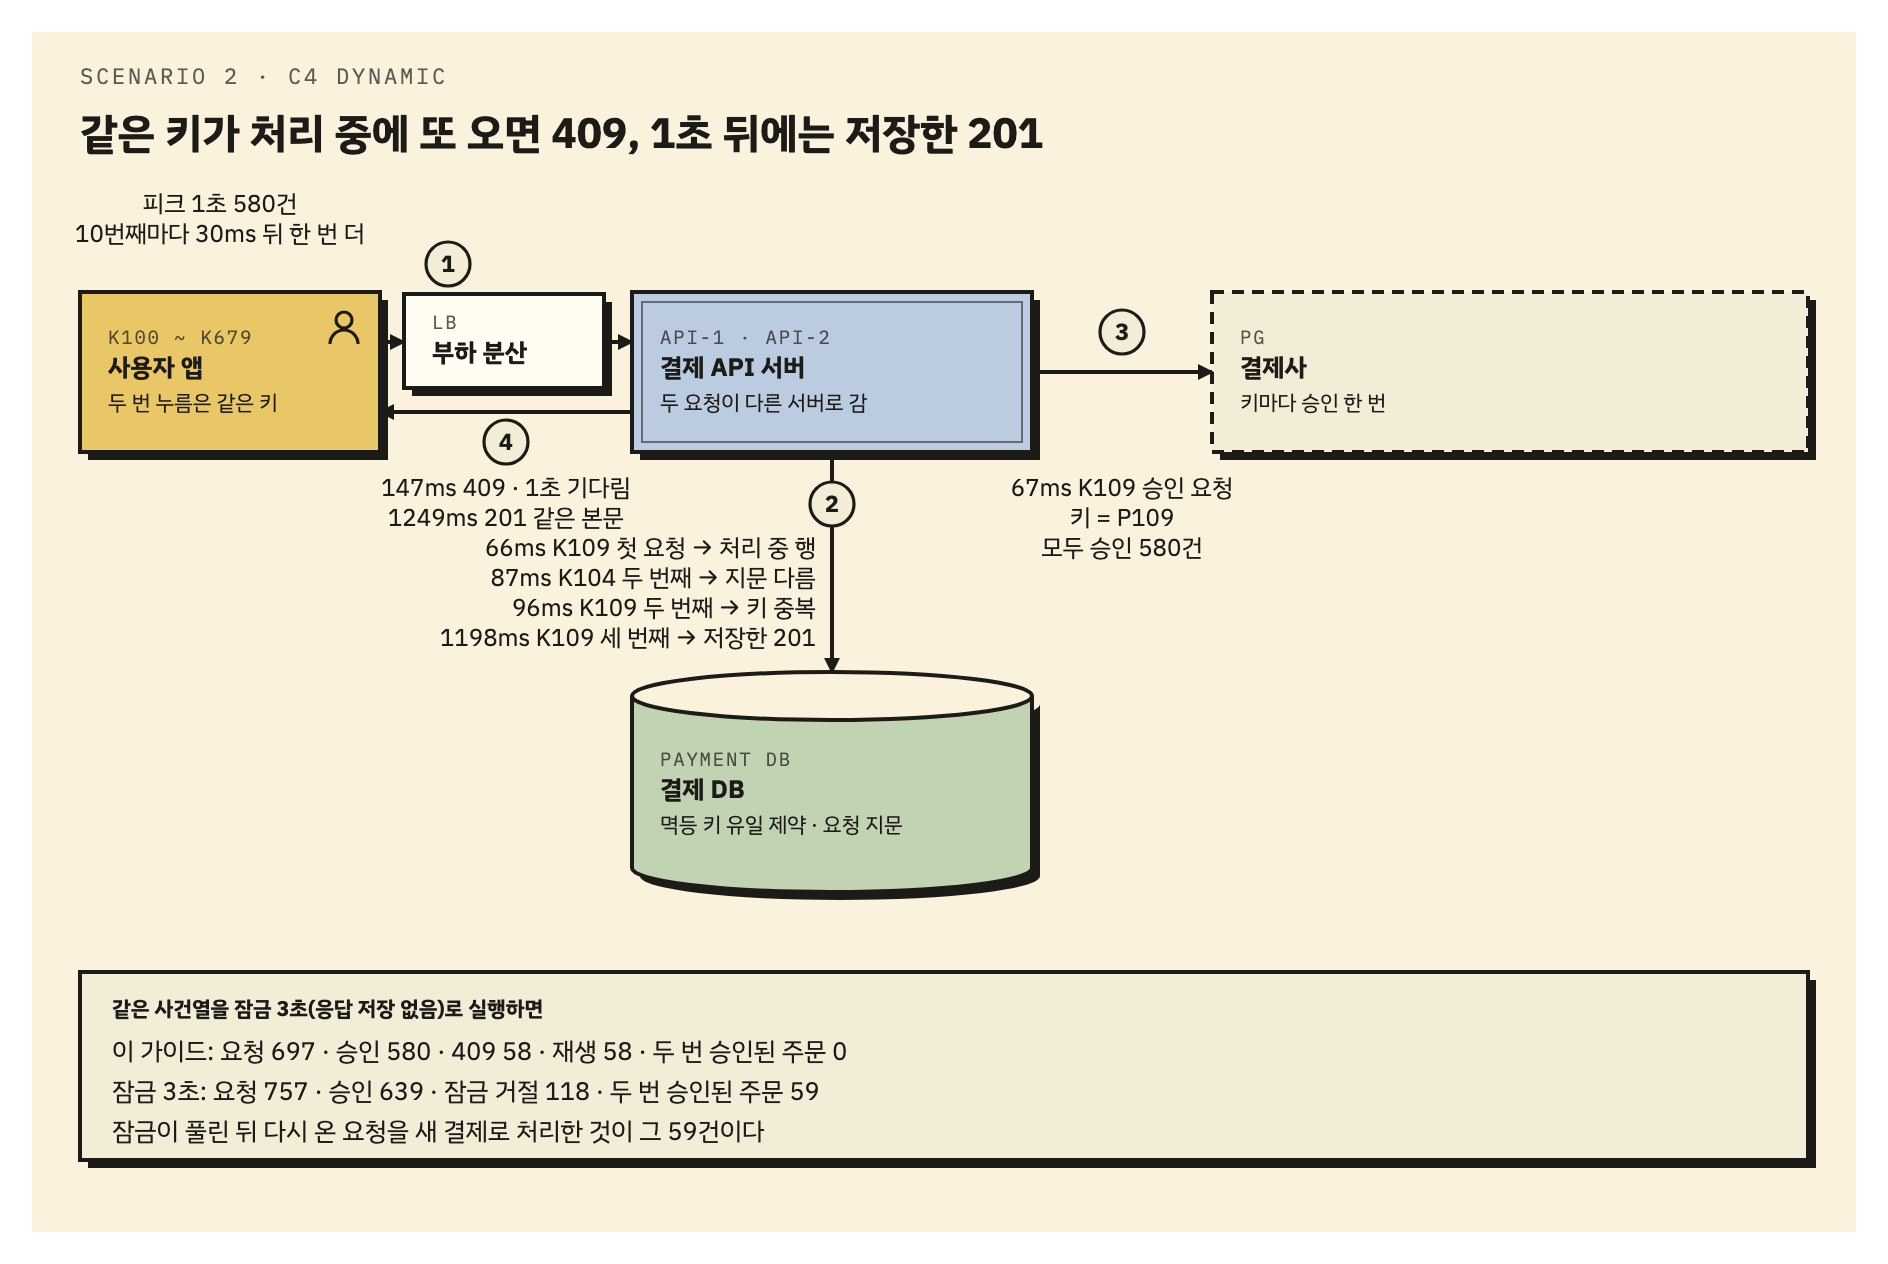 SCENARIO 2 · C4 DYNAMIC
같은 키가 처리 중에 또 오면 409, 1초 뒤에는 저장한 201
피크 1초 580건
10번째마다 30ms 뒤 한 번 더
1
K100 ~ K679
사용자 앱
두 번 누름은 같은 키
LB
부하 분산
API-1 · API-2
결제 API 서버
두 요청이 다른 서버로 감
3
PG
결제사
키마다 승인 한 번
4
147ms 409 · 1초 기다림
1249ms 201 같은 본문
2
66ms K109 첫 요청 → 처리 중 행
87ms K104 두 번째 → 지문 다름
96ms K109 두 번째 → 키 중복
1198ms K109 세 번째 → 저장한 201
67ms K109 승인 요청
키 = P109
모두 승인 580건
PAYMENT DB
결제 DB
멱등 키 유일 제약 · 요청 지문
같은 사건열을 잠금 3초(응답 저장 없음)로 실행하면
이 가이드: 요청 697 · 승인 580 · 409 58 · 재생 58 · 두 번 승인된 주문 0
잠금 3초: 요청 757 · 승인 639 · 잠금 거절 118 · 두 번 승인된 주문 59
잠금이 풀린 뒤 다시 온 요청을 새 결제로 처리한 것이 그 59건이다